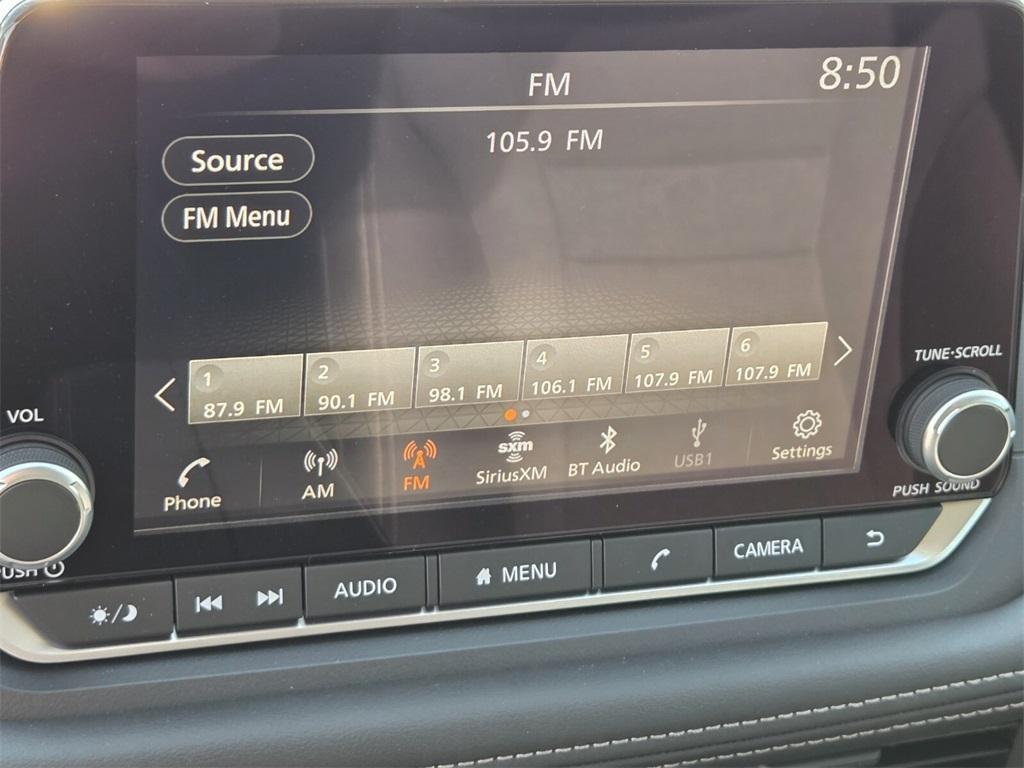 FM
8:50
105.9 FM
Source
FM Menu
1
87.9 FM
2
90.1 FM
3
98.1 FM
4
106.1 FM
5
107.9 FM
6
107.9 FM
TUNE·SCROLL
VOL
Phone
AM
FM
sxm
SiriusXM
BT Audio
USB1
Settings
PUSH SOUND
PUSH
AUDIO
MENU
CAMERA